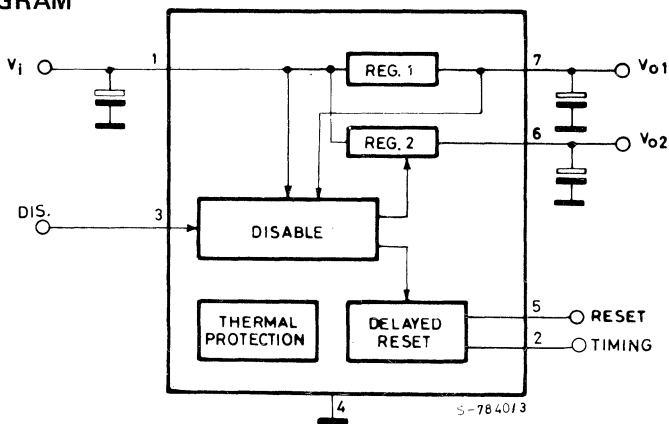 GRAM
Vi
1
REG. 1
7
Vo1
REG. 2
6
Vo2
DIS.
3
DISABLE
THERMAL
PROTECTION
DELAYED
RESET
5
RESET
2
TIMING
4
S-7840/3